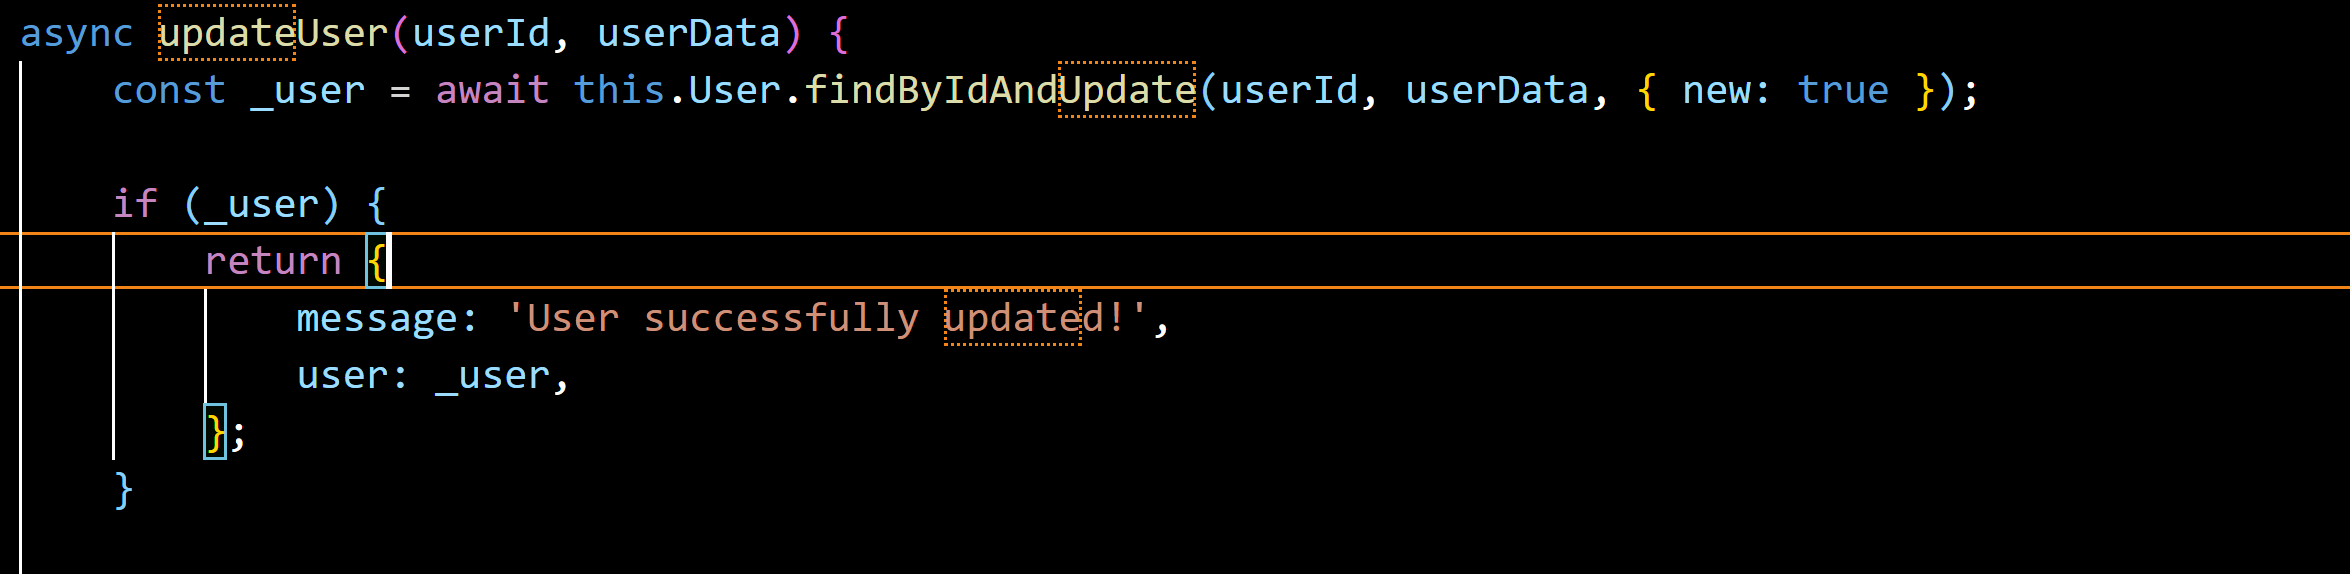 async updateUser(userId, userData) {
    const _user = await this.User.findByIdAndUpdate(userId, userData, { new: true });
    if (_user) {
        return {
            message: 'User successfully updated!',
            user: _user,
        };
    }